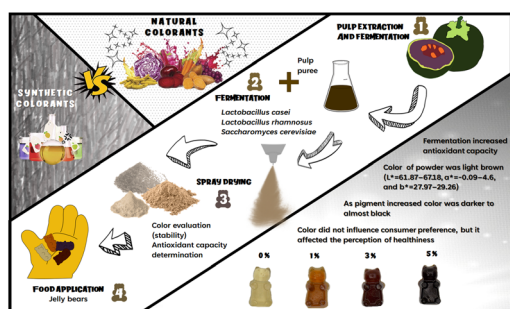 NATURAL
COLORANTS
VS
SYNTHETIC
COLORANTS
PULP EXTRACTION
AND FERMENTATION
1
Pulp
puree
2
+
FERMENTATION
Lactobacillus casei
Lactobacillus rhamnosus
Saccharomyces cerevisiae
SPRAY DRYING
3
Color evaluation
(stability)
Antioxidant capacity
determination
FOOD APPLICATION
Jelly bears
4
Fermentation increased
antioxidant capacity
Color of powder was light brown
(L*=61.87-67.18, a*=-0.09-4.6,
and b*=27.97-29.26)
As pigment increased color was darker to
almost black
Color did not influence consumer preference, but it
affected the perception of healthiness
0 % 1 % 3 % 5 %